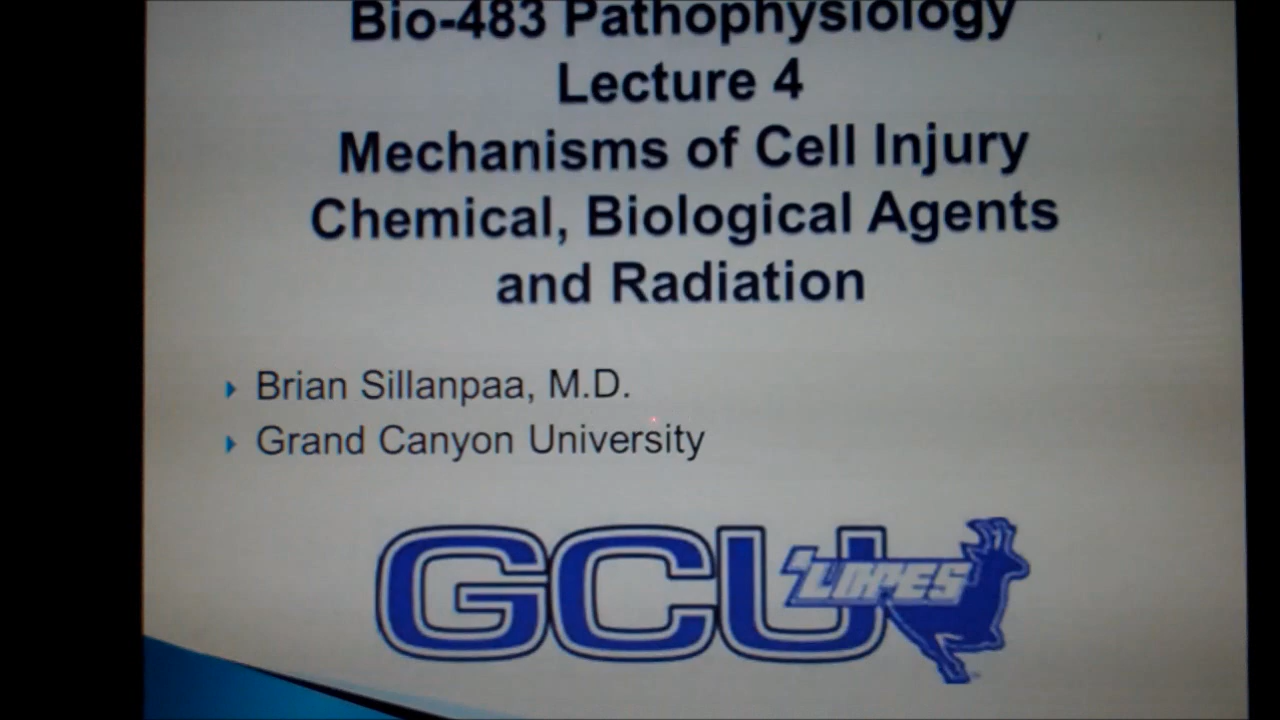 Bio-483 Pathophysiology
Lecture 4
Mechanisms of Cell Injury
Chemical, Biological Agents
and Radiation
Brian Sillanpaa, M.D.
Grand Canyon University
GCU
'LOPES